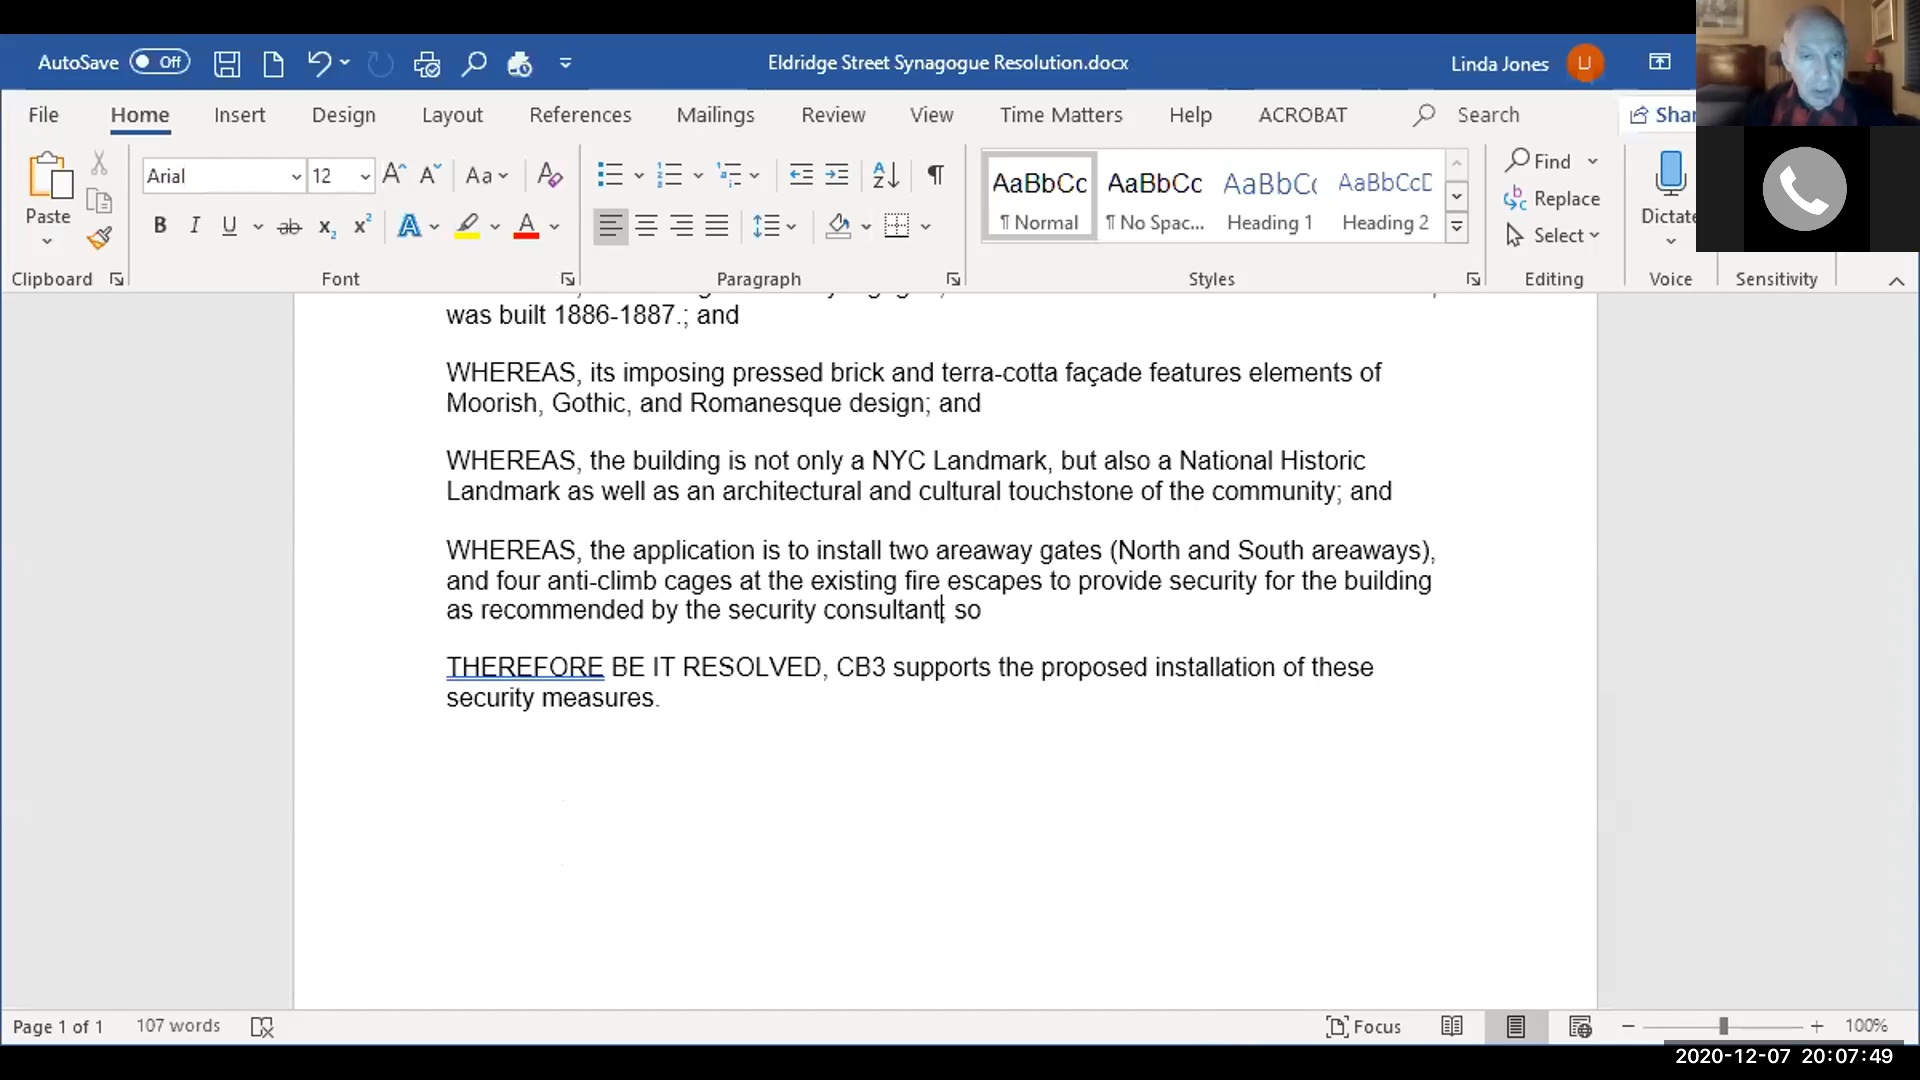 AutoSave Off Eldridge Street Synagogue Resolution.docx Linda Jones LJ
File Home Insert Design Layout References Mailings Review View Time Matters Help ACROBAT Search Shar
Paste
Arial 12 Aa
AaBbCc AaBbCc AaBbC AaBbCcD
¶ Normal ¶ No Spac... Heading 1 Heading 2
Find
Replace
Select
Dictate
Clipboard Font Paragraph Styles Editing Voice Sensitivity
was built 1886-1887.; and
WHEREAS, its imposing pressed brick and terra-cotta façade features elements of
Moorish, Gothic, and Romanesque design; and
WHEREAS, the building is not only a NYC Landmark, but also a National Historic
Landmark as well as an architectural and cultural touchstone of the community; and
WHEREAS, the application is to install two areaway gates (North and South areaways),
and four anti-climb cages at the existing fire escapes to provide security for the building
as recommended by the security consultant; so
THEREFORE BE IT RESOLVED, CB3 supports the proposed installation of these
security measures.
Page 1 of 1 107 words Focus 100%
2020-12-07 20:07:49